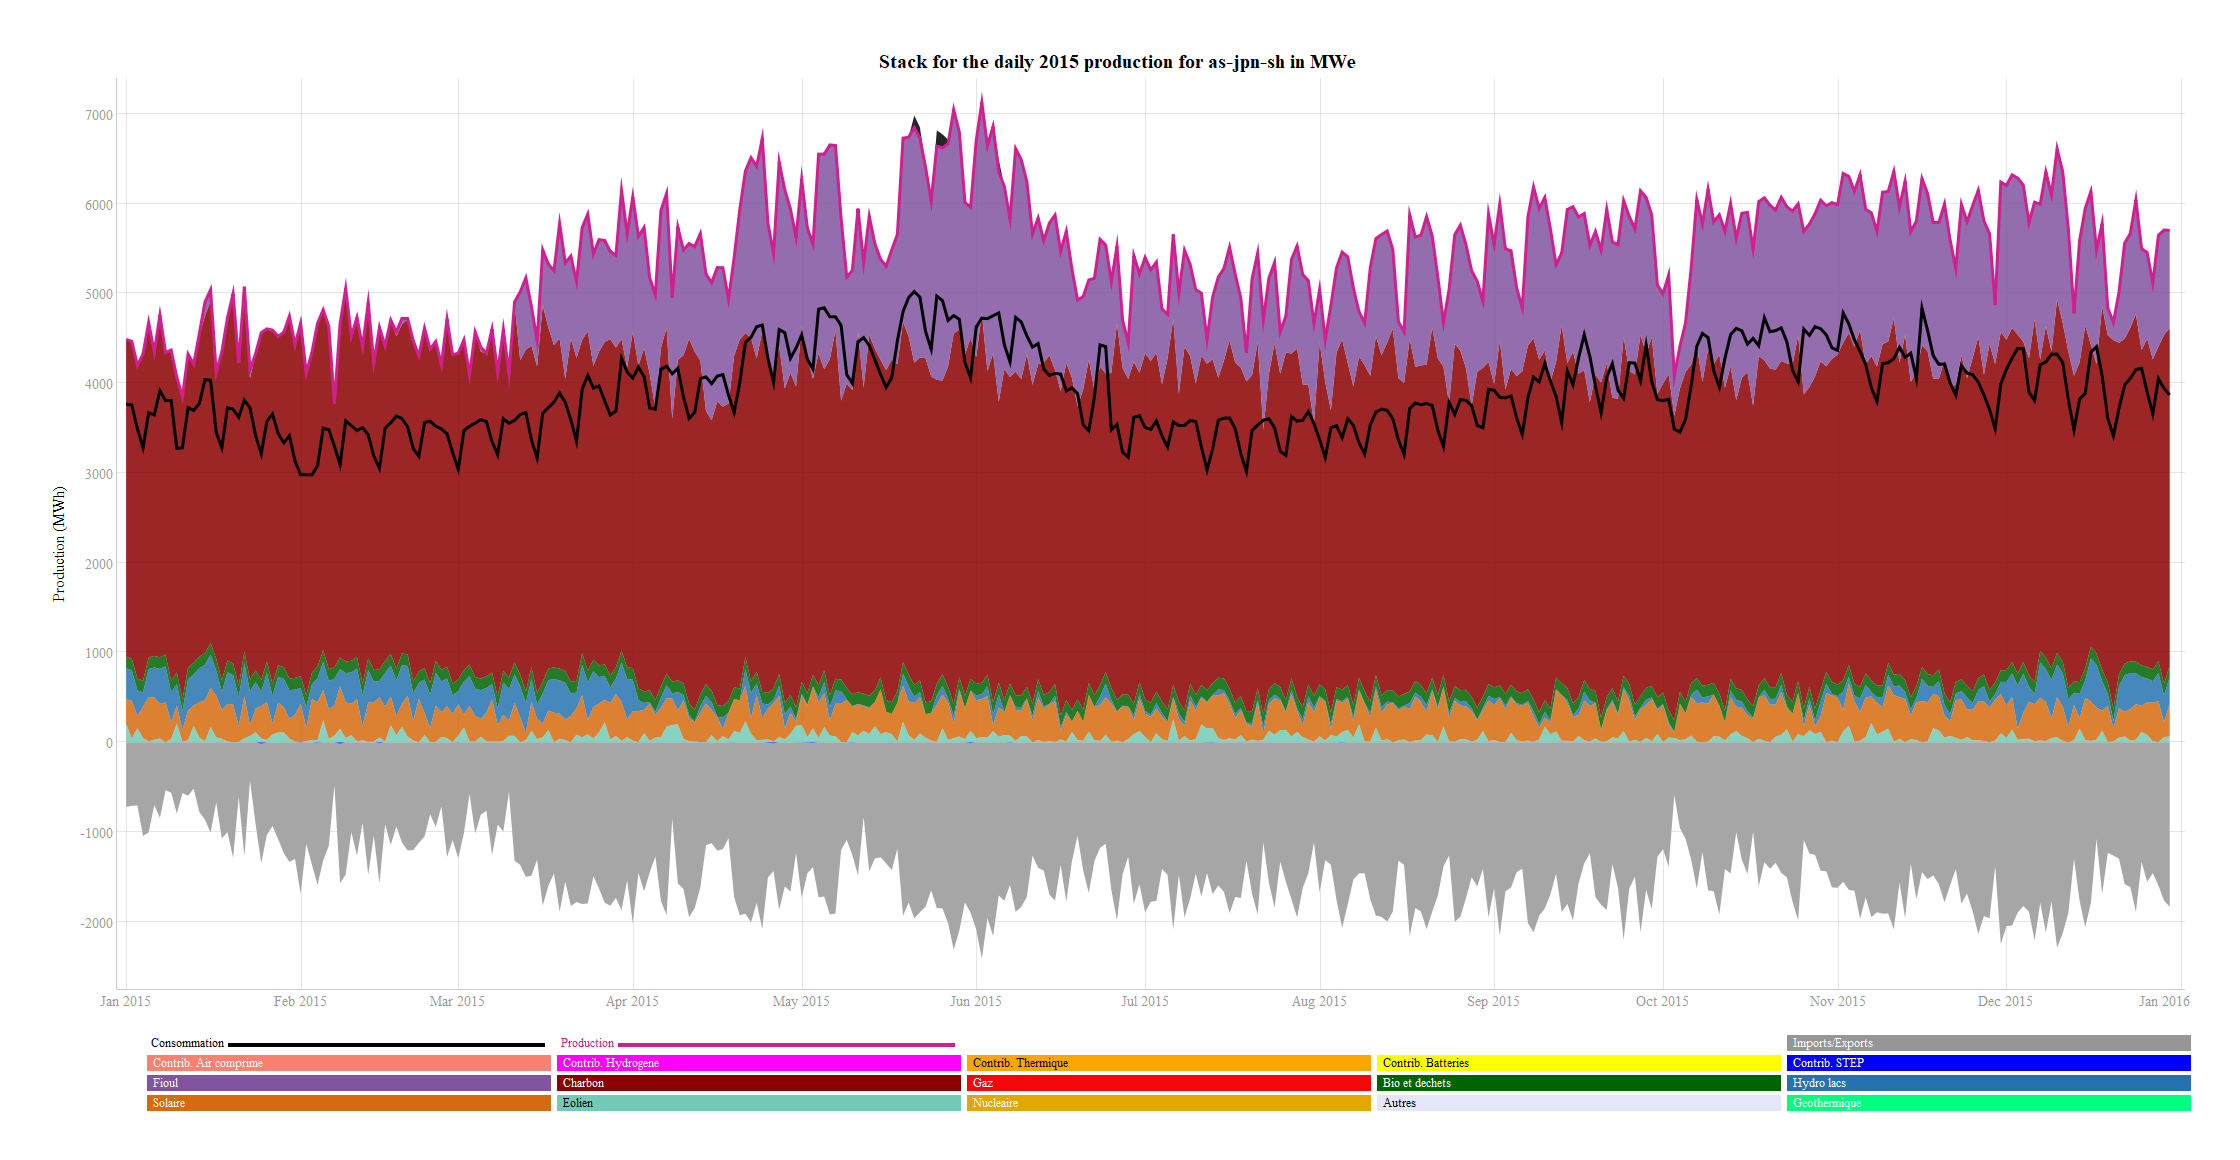 Stack for the daily 2015 production for as-jpn-sh in MWe
7000
6000
5000
4000
3000
2000
1000
0
-1000
-2000
Production (MWh)
Jan 2015 Feb 2015 Mar 2015 Apr 2015 May 2015 Jun 2015 Jul 2015 Aug 2015 Sep 2015 Oct 2015 Nov 2015 Dec 2015 Jan 2016
Consommation Production Imports/Exports
Contrib. Air comprime Contrib. Hydrogene Contrib. Thermique Contrib. Batteries Contrib. STEP
Fioul Charbon Gaz Bio et dechets Hydro lacs
Solaire Eolien Nucleaire Autres Geothermique